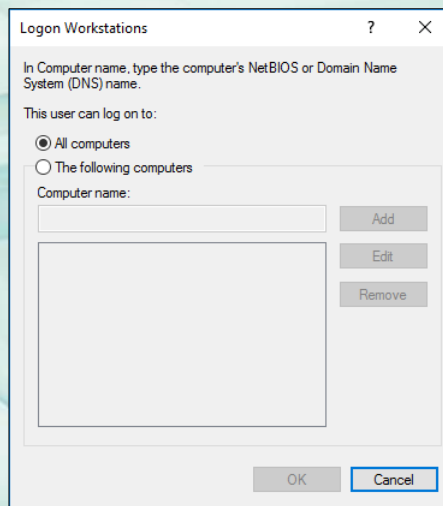 Logon Workstations
?
In Computer name, type the computer's NetBIOS or Domain Name
System (DNS) name.
This user can log on to:
All computers
The following computers
Computer name:
Add
Edit
Remove
OK
Cancel